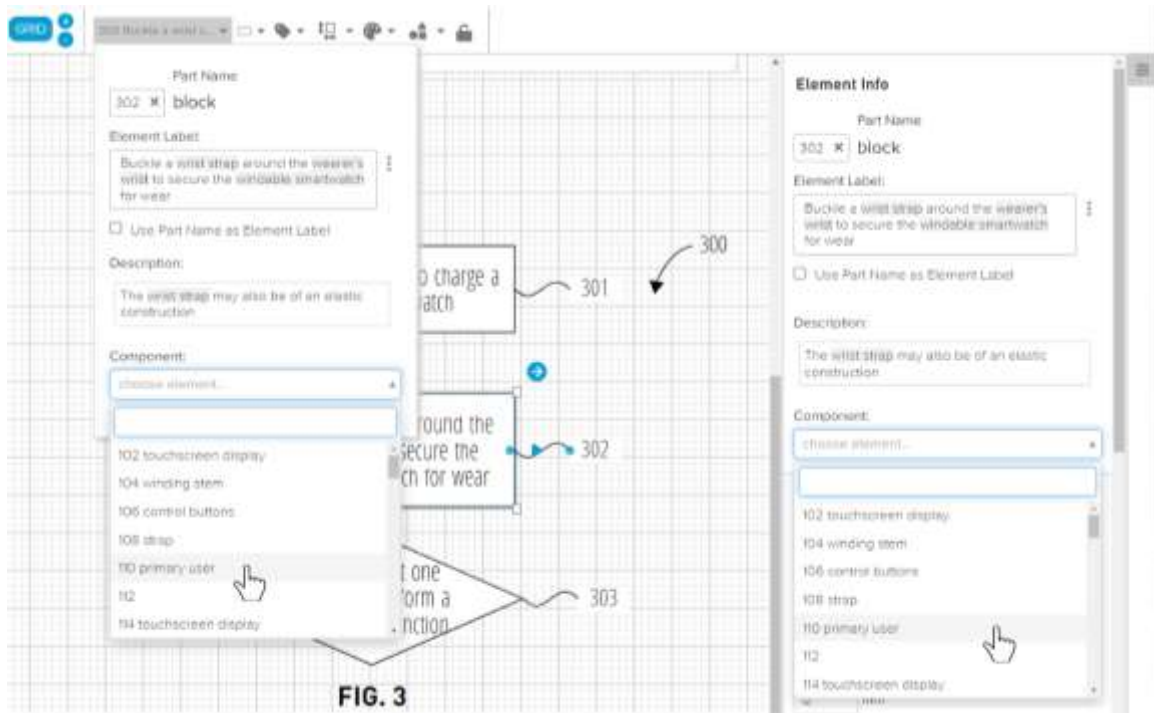 GRID
302 Buckle a wrist s...
Part Name
302 × block
Element Label:
Buckle a wrist strap around the wearer's
wrist to secure the windable smartwatch
for wear
Use Part Name as Element Label
Description:
The wrist strap may also be of an elastic
construction
Component:
choose element...
102 touchscreen display
104 winding stem
106 control buttons
108 strap
110 primary user
112
114 touchscreen display
o charge a
atch
301
300
round the
secure the
ch for wear
302
t one
orm a
nction
303
FIG. 3
Element Info
Part Name
302 × block
Element Label:
Buckle a wrist strap around the wearer's
wrist to secure the windable smartwatch
for wear
Use Part Name as Element Label
Description:
The wrist strap may also be of an elastic
construction
Component:
choose element...
102 touchscreen display
104 winding stem
106 control buttons
108 strap
110 primary user
112
114 touchscreen display